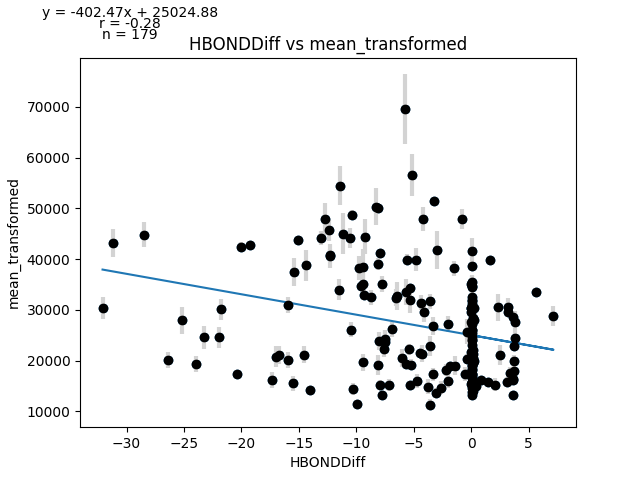 y = -402.47x + 25024.88
r = -0.28
n = 179
HBONDDiff vs mean_transformed
mean_transformed
70000
60000
50000
40000
30000
20000
10000
−30
−25
−20
−15
−10
−5
0
5
HBONDDiff